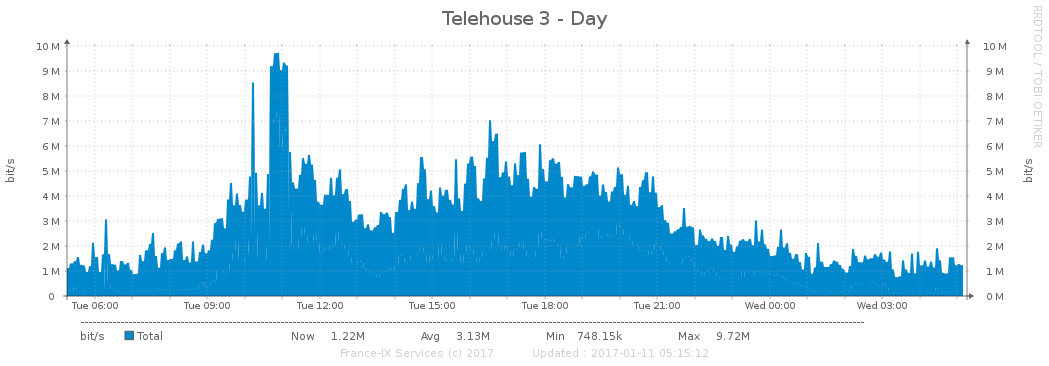 Telehouse 3 - Day
RRDTOOL / TOBI OETIKER
bit/s
10 M 10 M
9 M 9 M
8 M 8 M
7 M 7 M
6 M 6 M
5 M 5 M
4 M 4 M
3 M 3 M
2 M 2 M
1 M 1 M
0 0 M
bit/s
Tue 06:00 Tue 09:00 Tue 12:00 Tue 15:00 Tue 18:00 Tue 21:00 Wed 00:00 Wed 03:00
bit/s Total Now 1.22M Avg 3.13M Min 748.15k Max 9.72M
France-IX Services (c) 2017 Updated : 2017-01-11 05:15:12